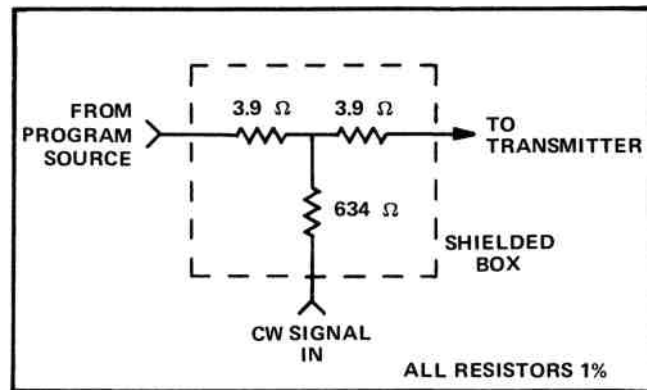 FROM
PROGRAM
SOURCE
3.9 Ω
3.9 Ω
TO
TRANSMITTER
634 Ω
SHIELDED
BOX
CW SIGNAL
IN
ALL RESISTORS 1%